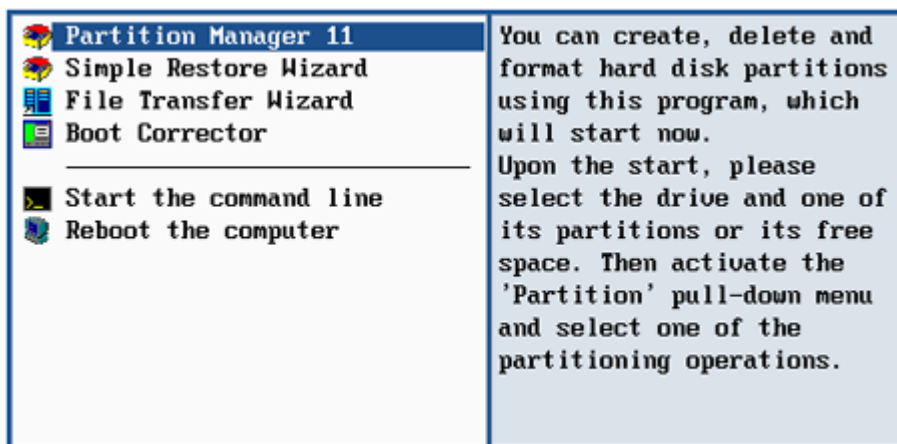 Partition Manager 11
Simple Restore Wizard
File Transfer Wizard
Boot Corrector
Start the command line
Reboot the computer
You can create, delete and
format hard disk partitions
using this program, which
will start now.
Upon the start, please
select the drive and one of
its partitions or its free
space. Then activate the
'Partition' pull-down menu
and select one of the
partitioning operations.